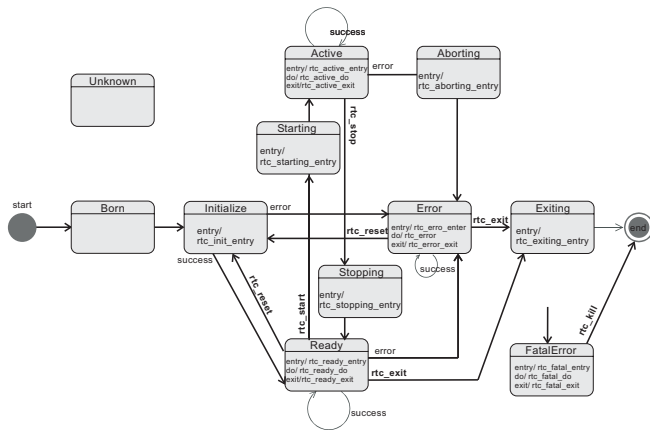 success
Active
entry/ rtc_active_entry
do/ rtc_active_do
exit/rtc_active_exit
error
Aborting
entry/
rtc_aborting_entry
Unknown
rtc_stop
Starting
entry/
rtc_starting_entry
start
Born
Initialize
entry/
rtc_init_entry
error
success
Error
entry/ rtc_erro_enter
do/ rtc_error
exit/ rtc_error_exit
rtc_exit
Exiting
entry/
rtc_exiting_entry
end
rtc_reset
success
rtc_reset
rtc_start
Stopping
entry/
rtc_stopping_entry
Ready
entry/ rtc_ready_entry
do/ rtc_ready_do
exit/rtc_ready_exit
error
rtc_exit
success
rtc_kill
FatalError
entry/ rtc_fatal_entry
do/ rtc_fatal_do
exit/ rtc_fatal_exit